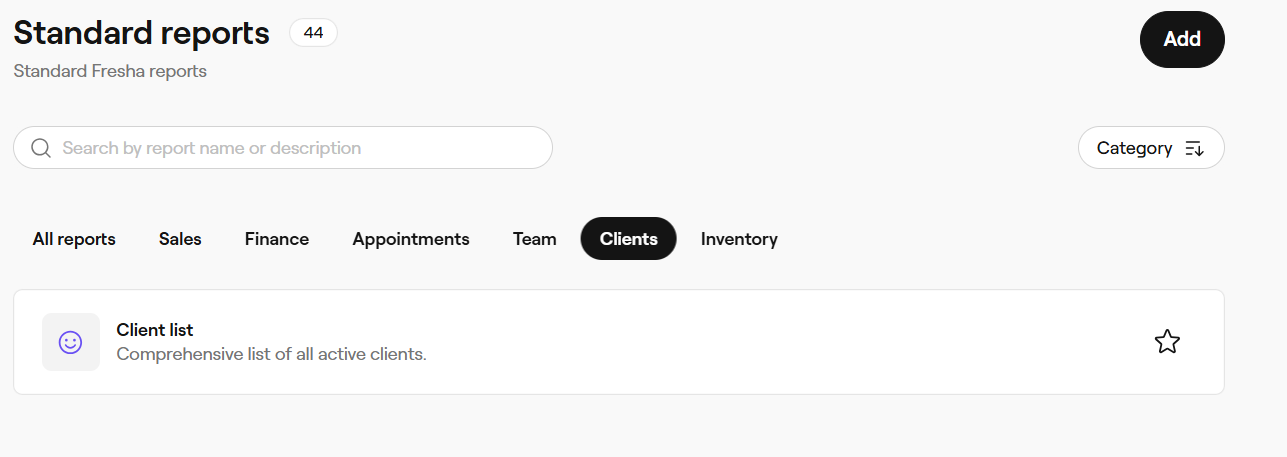 Standard reports 44
Add
Standard Fresha reports
Search by report name or description
Category
All reports Sales Finance Appointments Team Clients Inventory
Client list
Comprehensive list of all active clients.